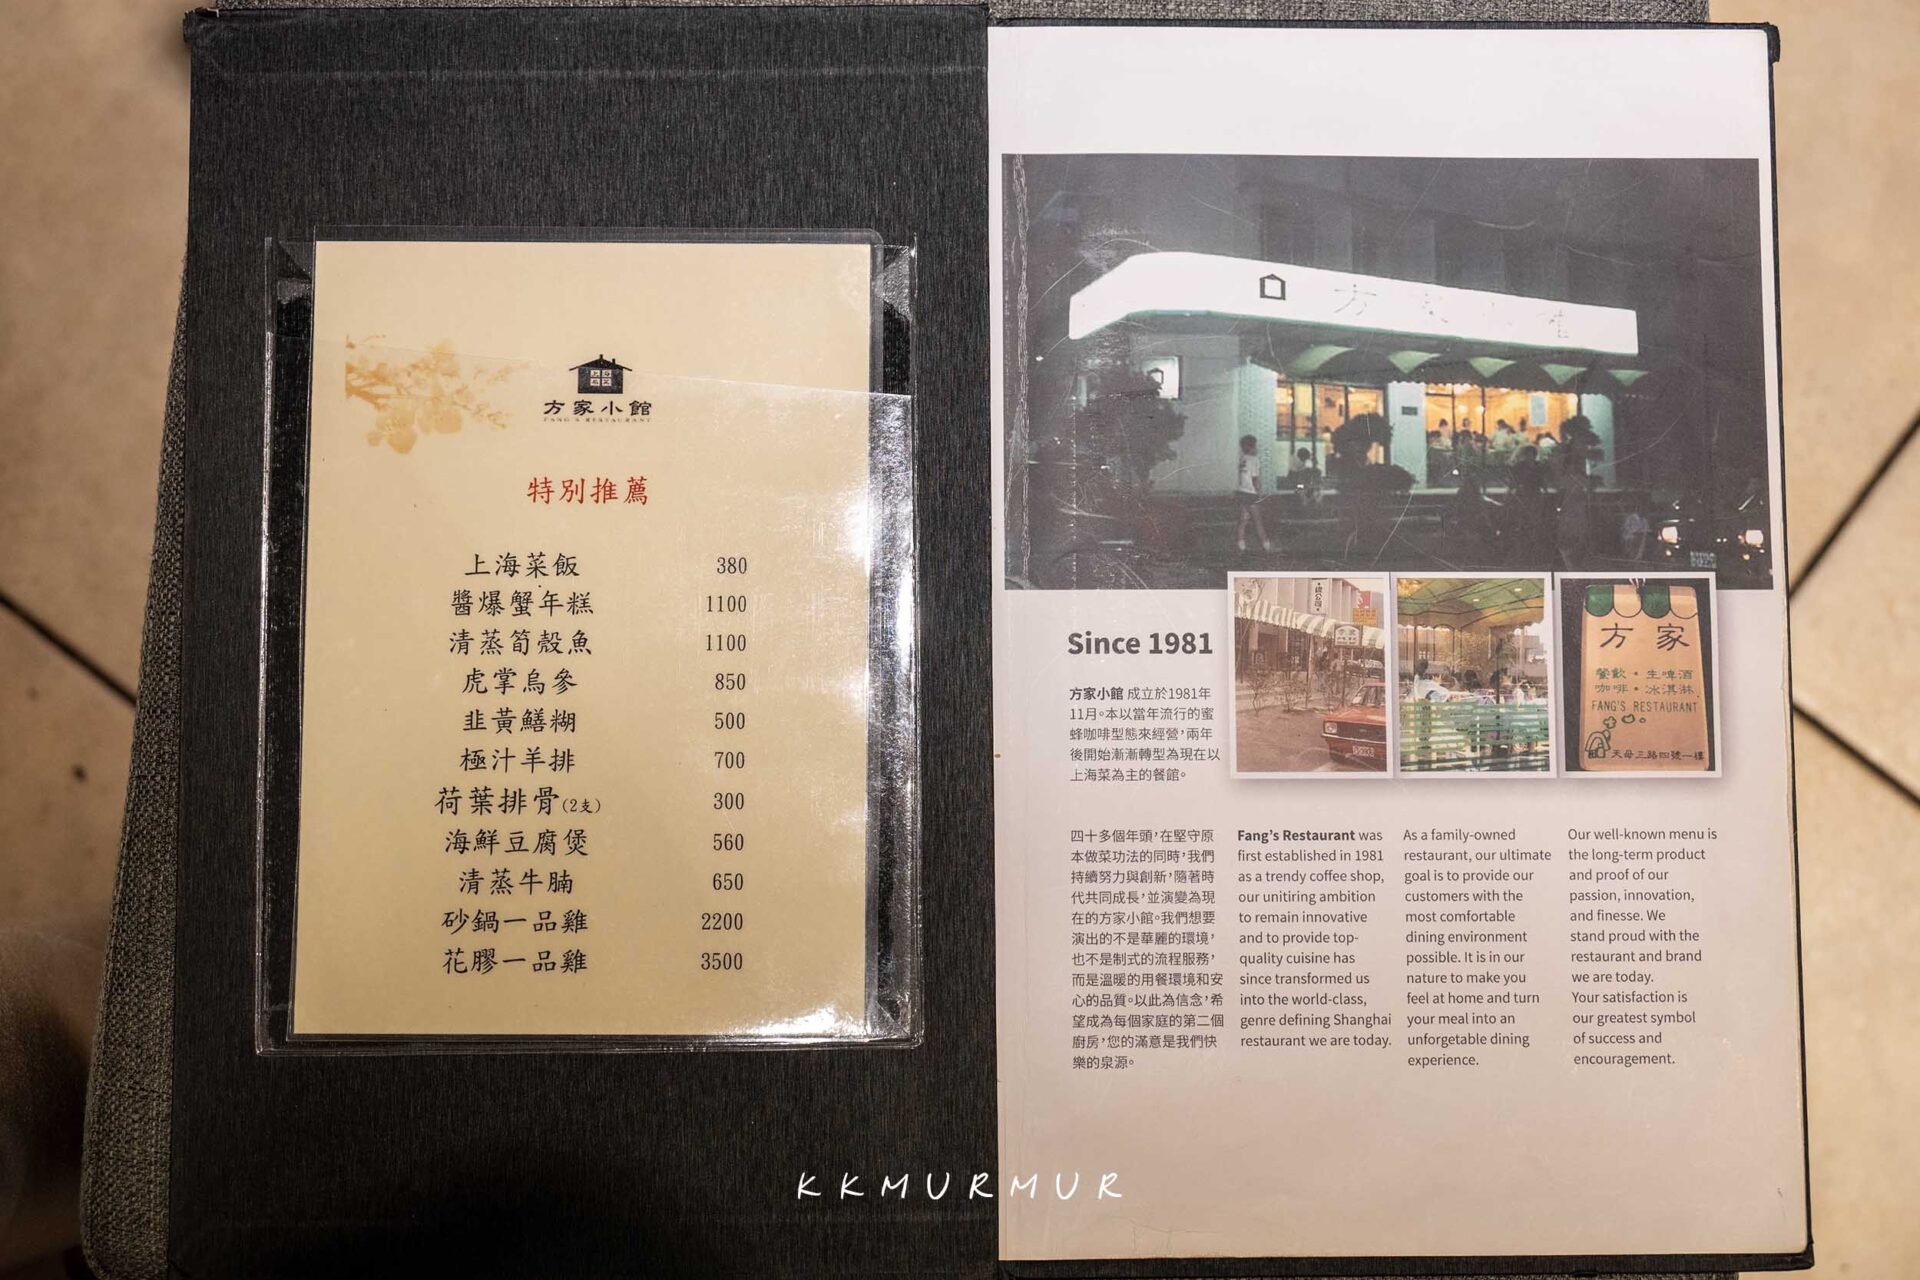 方家小館
FANG'S RESTAURANT
特別推薦
上海菜飯 380
醬爆蟹年糕 1100
清蒸筍殼魚 1100
虎掌烏參 850
韭黃鱔糊 500
極汁羊排 700
荷葉排骨(2支) 300
海鮮豆腐煲 560
清蒸牛腩 650
砂鍋一品雞 2200
花膠一品雞 3500
方家小館
Since 1981
方家小館 成立於1981年
11月。本以當年流行的蜜
蜂咖啡型態來經營，兩年
後開始漸漸轉型為現在以
上海菜為主的餐館。
方家
餐飲·生啤酒
咖啡·冰淇淋
FANG'S RESTAURANT
天母三路四號一樓
四十多個年頭，在堅守原
本做菜功法的同時，我們
持續努力與創新，隨著時
代共同成長，並演變為現
在的方家小館。我們想要
演出的不是華麗的環境，
也不是制式的流程服務，
而是溫暖的用餐環境和安
心的品質。以此為信念，希
望成為每個家庭的第二個
廚房，您的滿意是我們快
樂的泉源。
Fang's Restaurant was
first established in 1981
as a trendy coffee shop,
our unitiring ambition
to remain innovative
and to provide top-
quality cuisine has
since transformed us
into the world-class,
genre defining Shanghai
restaurant we are today.
As a family-owned
restaurant, our ultimate
goal is to provide our
customers with the
most comfortable
dining environment
possible. It is in our
nature to make you
feel at home and turn
your meal into an
unforgetable dining
experience.
Our well-known menu is
the long-term product
and proof of our
passion, innovation,
and finesse. We
stand proud with the
restaurant and brand
we are today.
Your satisfaction is
our greatest symbol
of success and
encouragement.
KKMURMUR